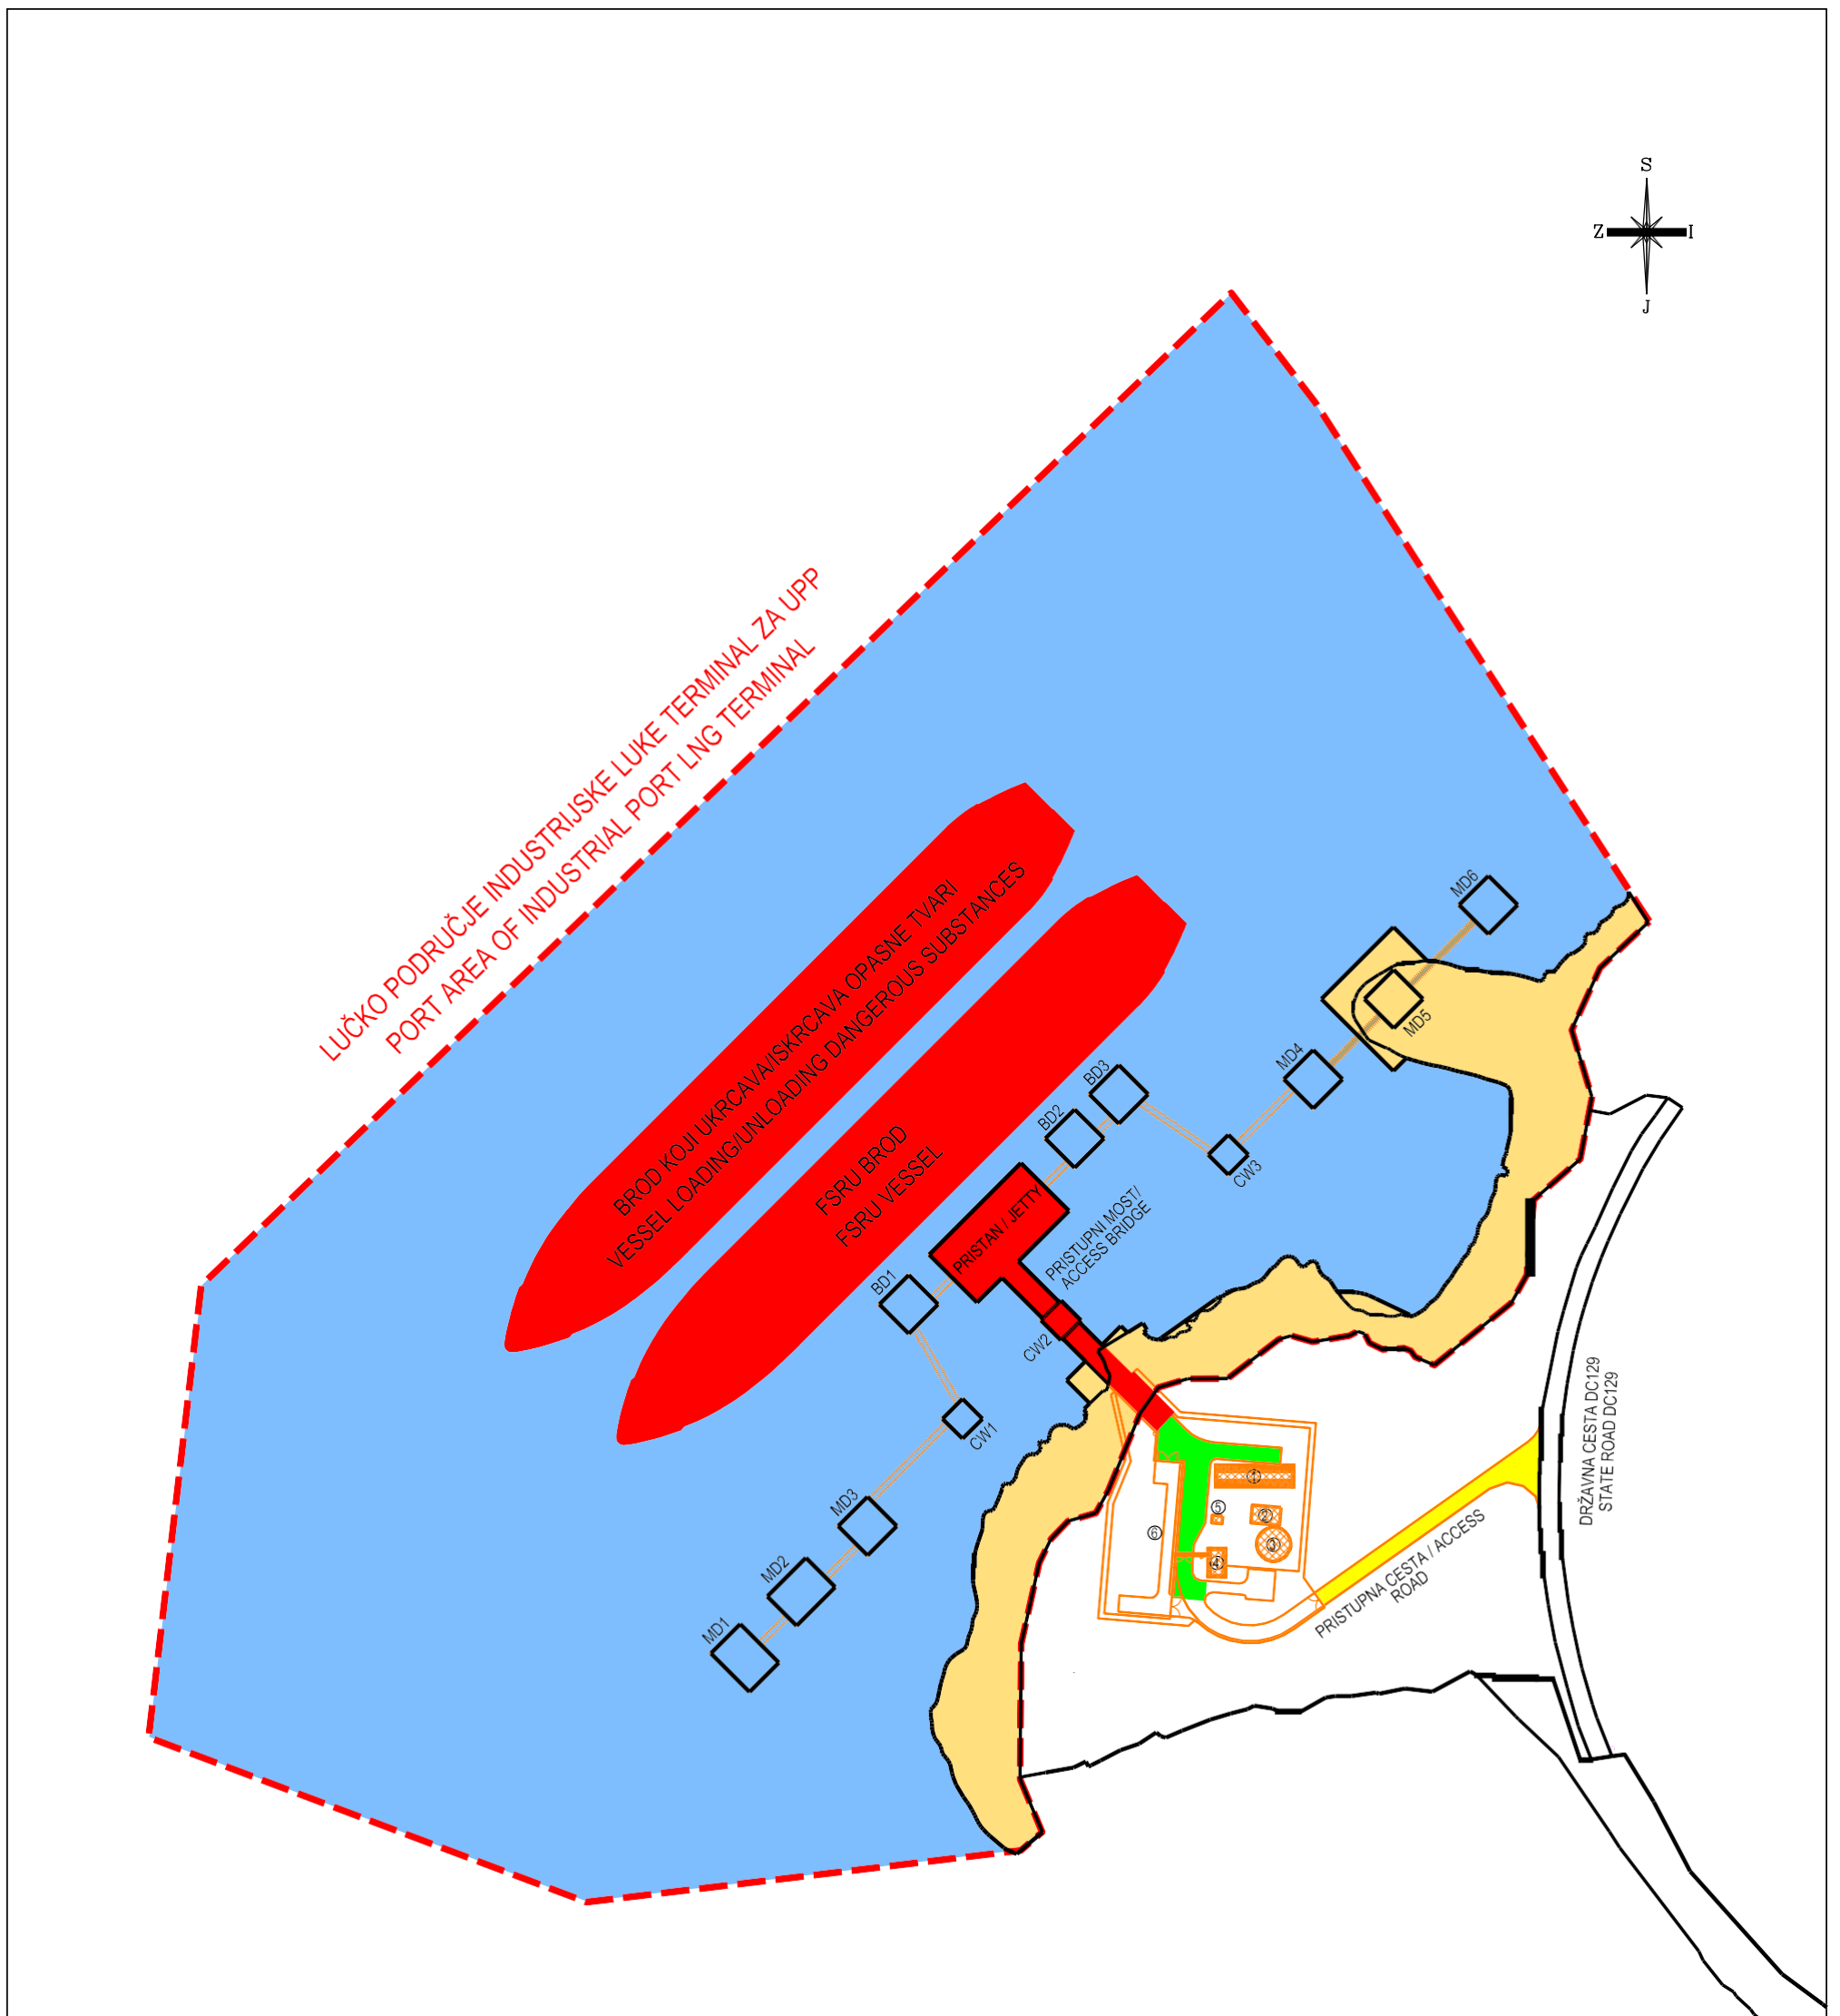 S
Z I
J
LUČKO PODRUČJE INDUSTRIJSKE LUKE TERMINAL ZA UPP
PORT AREA OF INDUSTRIAL PORT LNG TERMINAL
BROD KOJI UKRCAVA/ISKRCAVA OPASNE TVARI
VESSEL LOADING/UNLOADING DANGEROUS SUBSTANCES
FSRU BROD
FSRU VESSEL
MD6
MD5
MD4
BD3
BD2
CW3
PRISTAN / JETTY
PRISTUPNI MOST/
ACCESS BRIDGE
BD1
CW2
CW1
MD3
MD2
MD1
1
2
3
4
5
6
PRISTUPNA CESTA / ACCESS
ROAD
DRŽAVNA CESTA DC129
STATE ROAD DC129